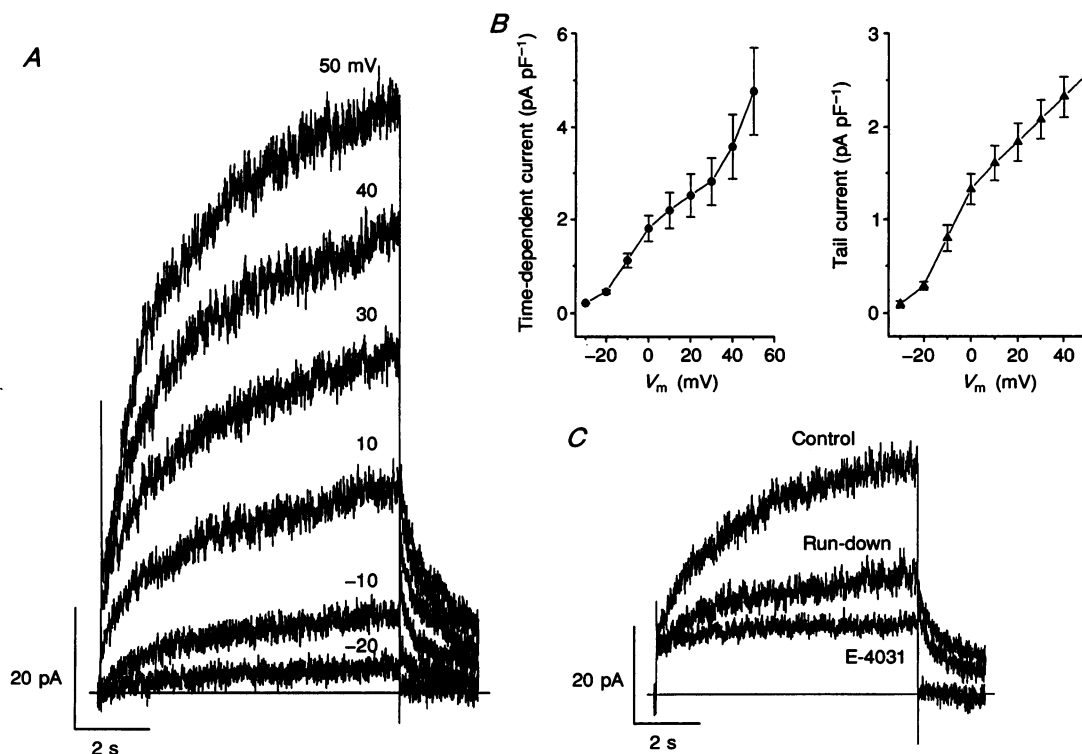 A
50 mV
40
30
10
−10
−20
20 pA
2 s
B
Time-dependent current (pA pF⁻¹)
6
4
2
0
−20 0 20 40 60
Vm (mV)
Tail current (pA pF⁻¹)
3
2
1
0
−20 0 20 40
Vm (mV)
C
Control
Run-down
E-4031
20 pA
2 s